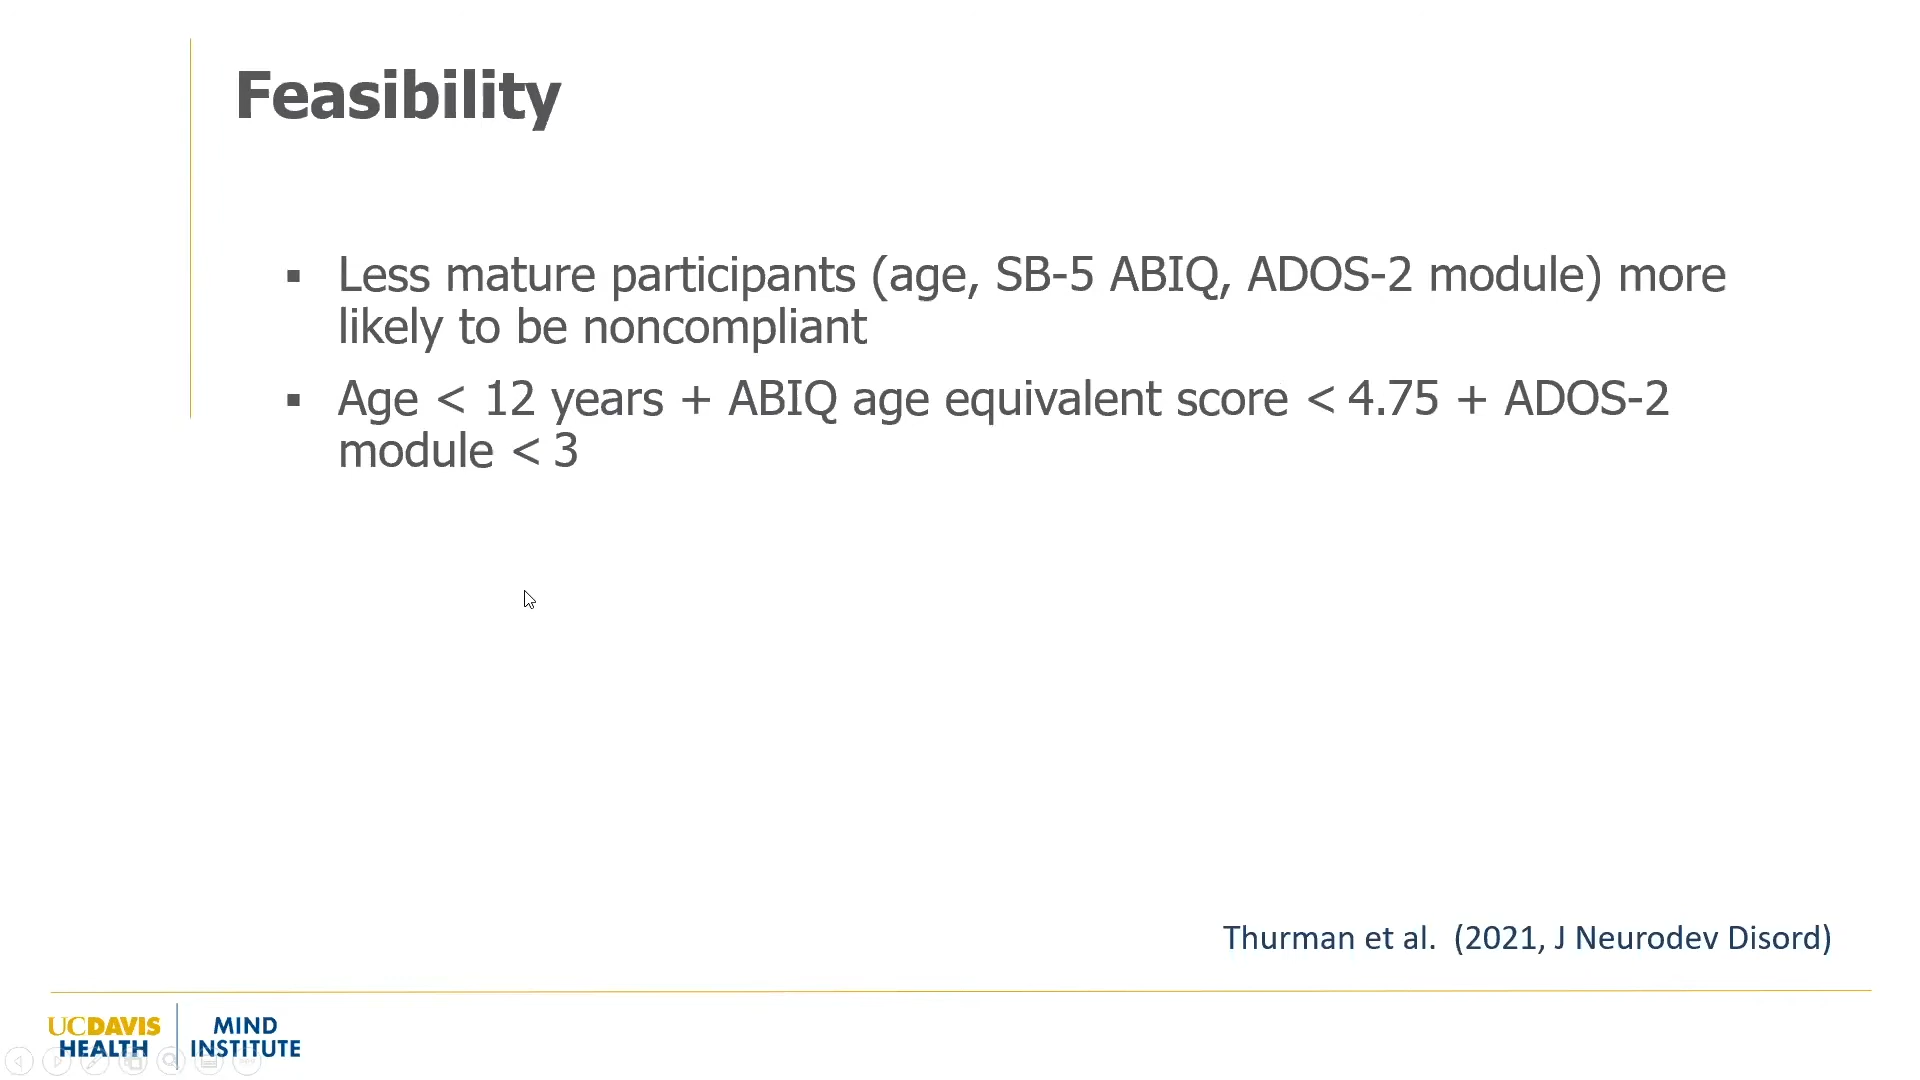 Feasibility
▪ Less mature participants (age, SB-5 ABIQ, ADOS-2 module) more
likely to be noncompliant
▪ Age < 12 years + ABIQ age equivalent score < 4.75 + ADOS-2
module < 3
Thurman et al. (2021, J Neurodev Disord)
UCDAVIS
HEALTH
MIND
INSTITUTE